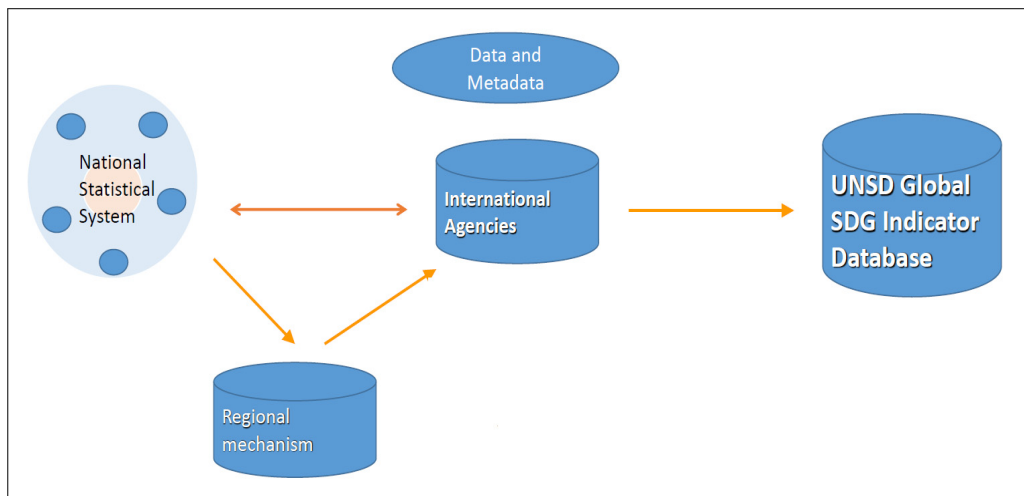 Data and
Metadata
National
Statistical
System
International
Agencies
UNSD Global
SDG Indicator
Database
Regional
mechanism